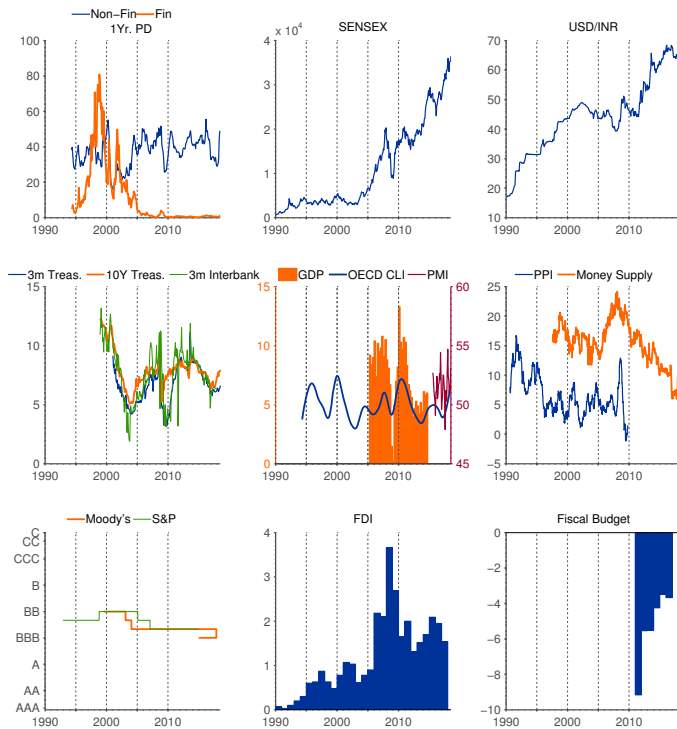 Non-Fin Fin
1Yr. PD
100
80
60
40
20
0
1990 2000 2010
SENSEX
x 10⁴
4
3
2
1
0
1990 2000 2010
USD/INR
70
60
50
40
30
20
10
1990 2000 2010
3m Treas. 10Y Treas. 3m Interbank
15
10
5
0
1990 2000 2010
GDP OECD CLI PMI
15
10
5
0
60
55
50
45
1990 2000 2010
PPI Money Supply
25
20
15
10
5
0
−5
1990 2000 2010
Moody's S&P
C
CC
CCC
B
BB
BBB
A
AA
AAA
1990 2000 2010
FDI
4
3
2
1
0
1990 2000 2010
Fiscal Budget
0
−2
−4
−6
−8
−10
1990 2000 2010